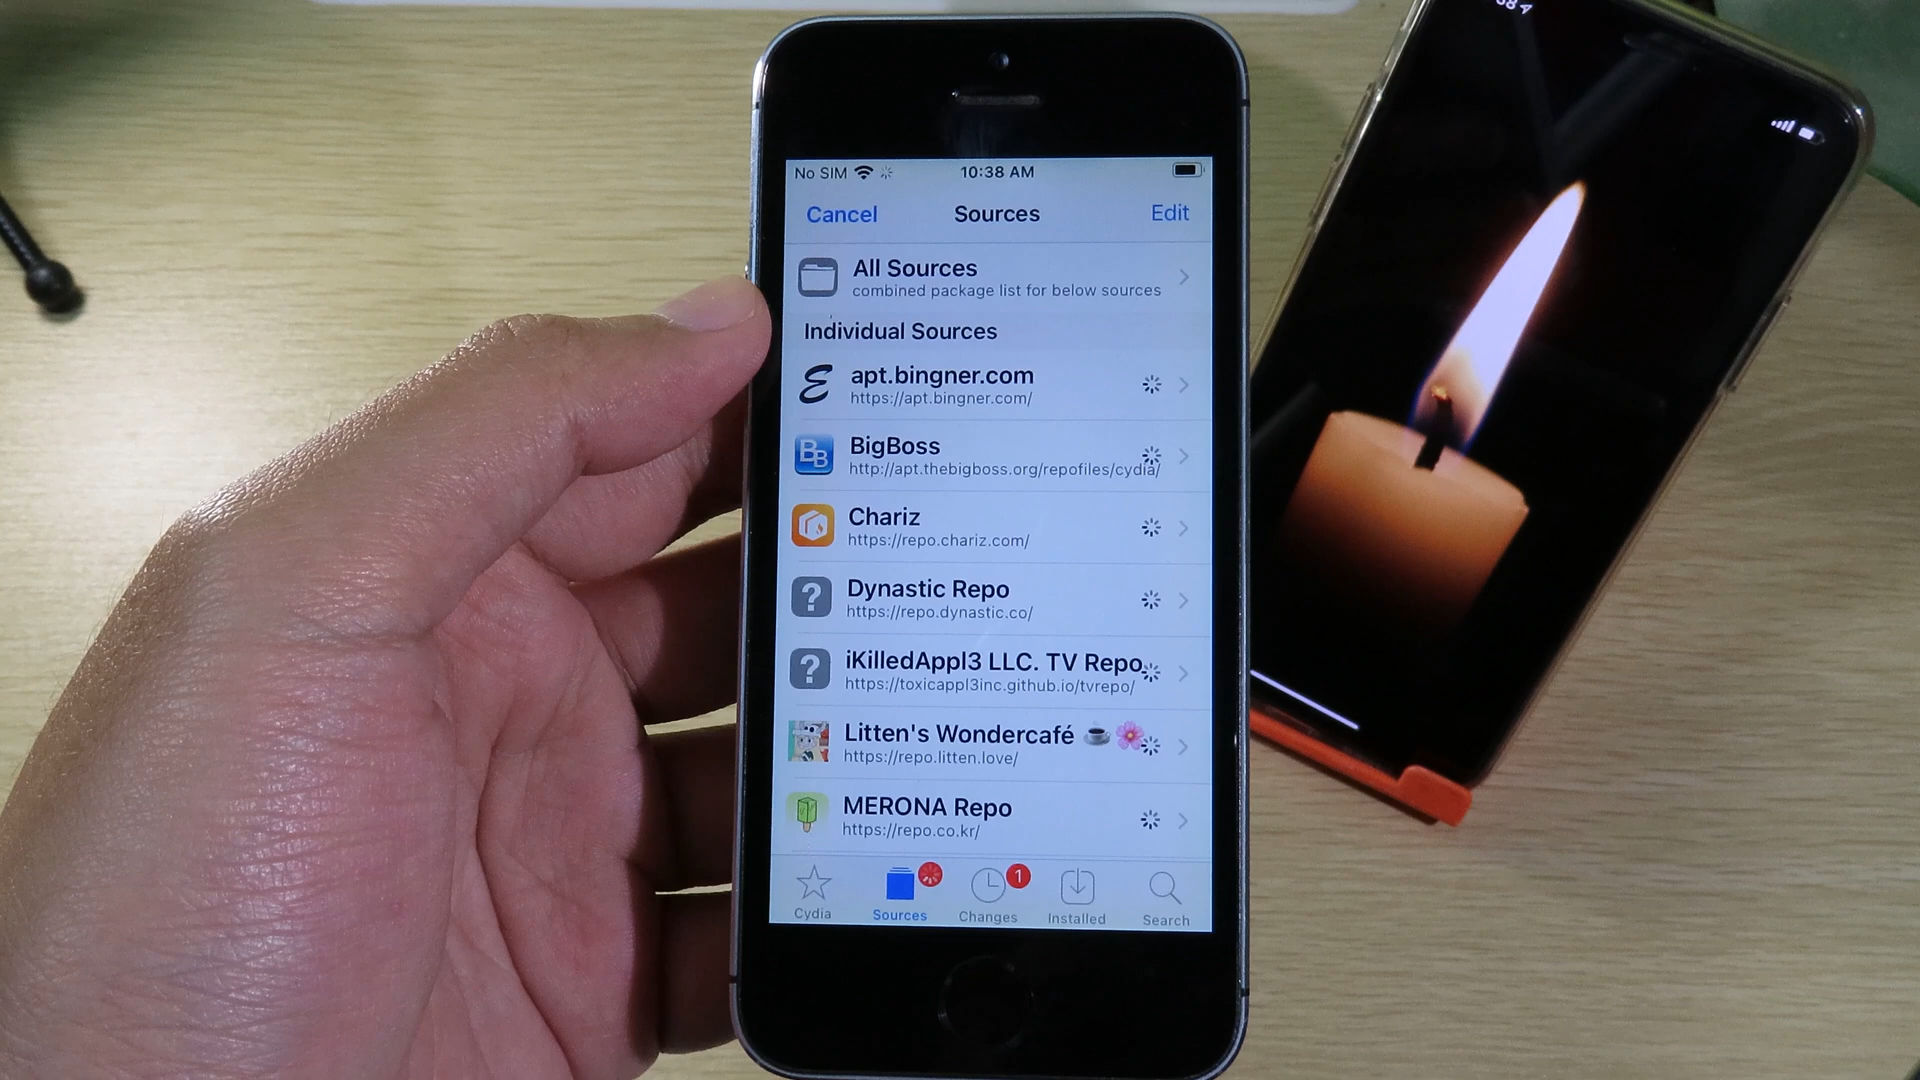 No SIM 10:38 AM
Cancel Sources Edit
All Sources
combined package list for below sources
Individual Sources
apt.bingner.com
https://apt.bingner.com/
BB
BigBoss
http://apt.thebigboss.org/repofiles/cydia/
Chariz
https://repo.chariz.com/
?
Dynastic Repo
https://repo.dynastic.co/
?
iKilledAppl3 LLC. TV Repo
https://toxicappl3inc.github.io/tvrepo/
Litten's Wondercafé ☕🌸
https://repo.litten.love/
MERONA Repo
https://repo.co.kr/
1
Cydia Sources Changes Installed Search